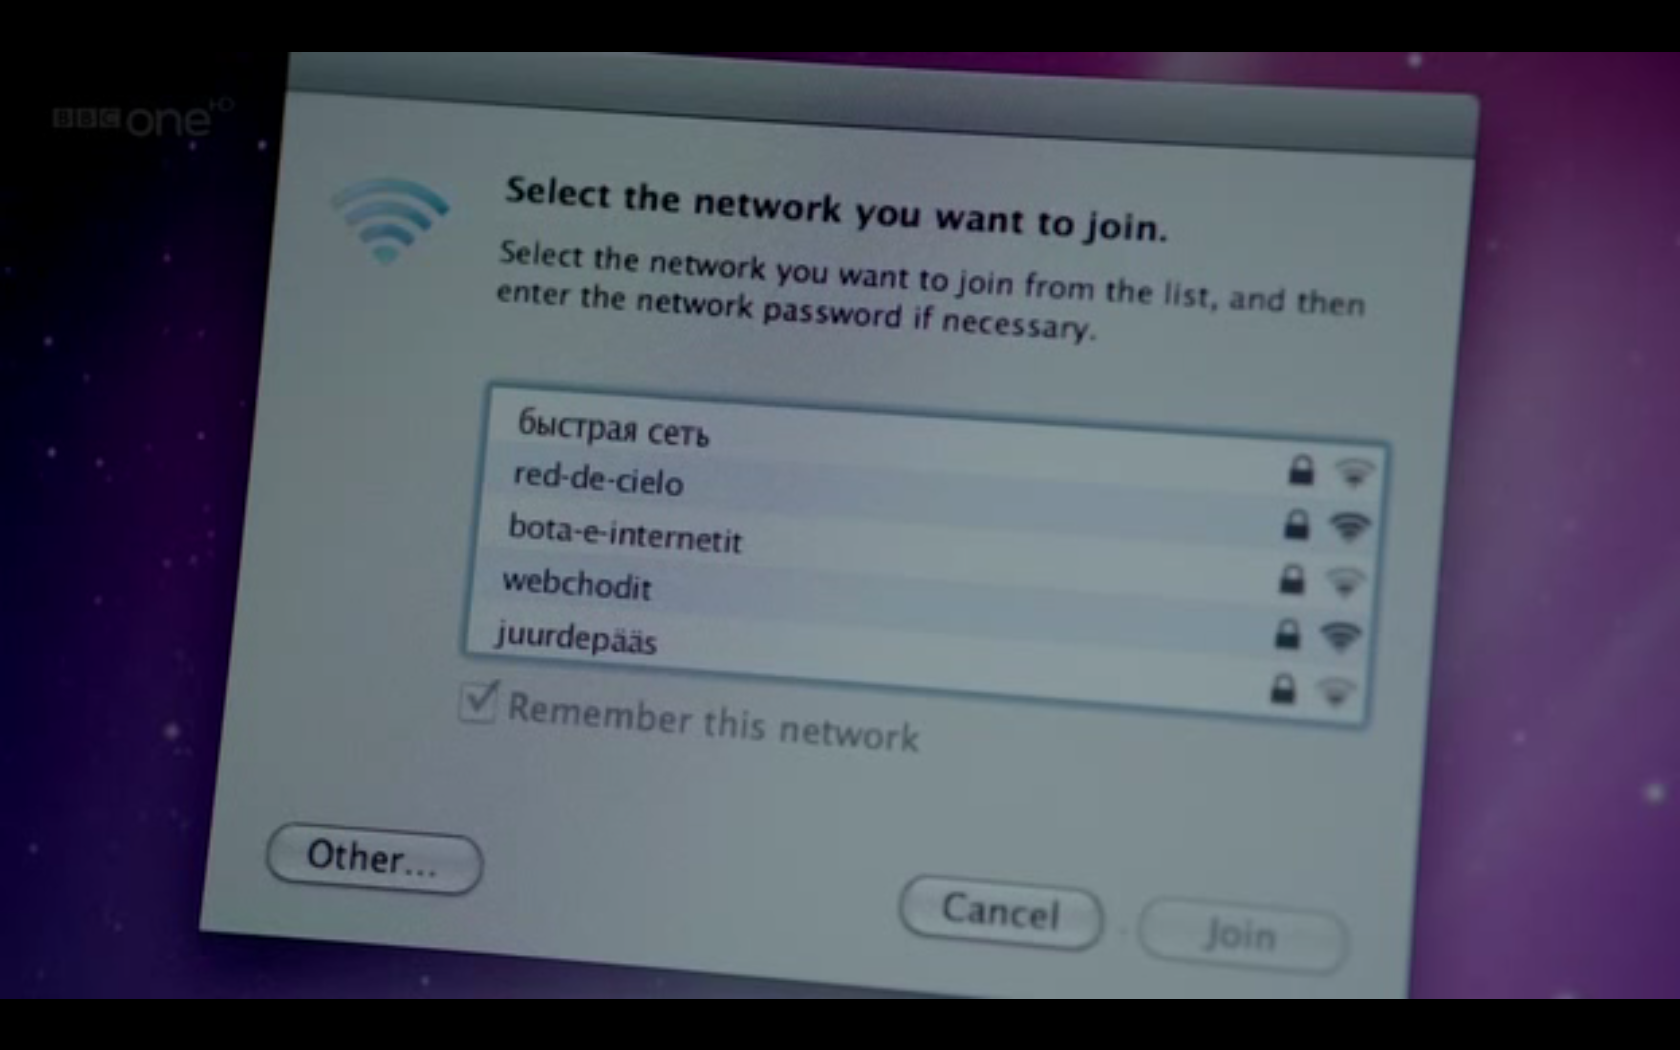 BBC one HD
Select the network you want to join.
Select the network you want to join from the list, and then
enter the network password if necessary.
быстрая сеть
red-de-cielo
bota-e-internetit
webchodit
juurdepääs
Remember this network
Other...
Cancel
Join